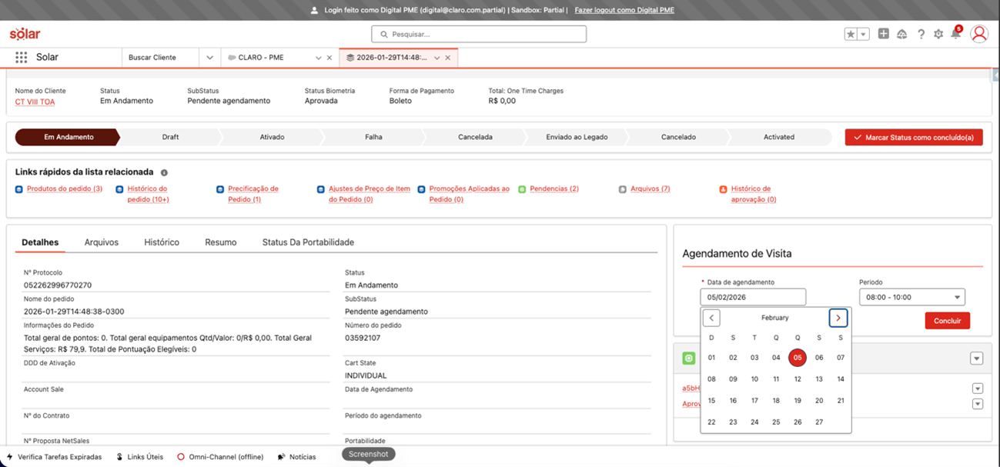 Login feito como Digital PME (digital@claro.com.partial) | Sandbox: Partial | Fazer logout como Digital PME
solar
Pesquisar...
5
Solar
Buscar Cliente
CLARO - PME
2026-01-29T14:48:...
Nome do Cliente
CT VIII TOA
Status
Em Andamento
SubStatus
Pendente agendamento
Status Biometria
Aprovada
Forma de Pagamento
Boleto
Total: One Time Charges
R$ 0,00
Em Andamento
Draft
Ativado
Falha
Cancelada
Enviado ao Legado
Cancelado
Activated
Marcar Status como concluído(a)
Links rápidos da lista relacionada
Produtos do pedido (3)
Histórico do
pedido (10+)
Precificação de
Pedido (1)
Ajustes de Preço de Item
do Pedido (0)
Promoções Aplicadas ao
Pedido (0)
Pendencias (2)
Arquivos (7)
Histórico de
aprovação (0)
Detalhes
Arquivos
Histórico
Resumo
Status Da Portabilidade
Nº Protocolo
052262996770270
Nome do pedido
2026-01-29T14:48:38-0300
Informações do Pedido
Total geral de pontos: 0. Total geral equipamentos Qtd/Valor: 0/R$ 0,00. Total Geral
Serviços: R$ 79,9. Total de Pontuação Elegíveis: 0
DDD de Ativação
Account Sale
Nº do Contrato
Nº Proposta NetSales
Status
Em Andamento
SubStatus
Pendente agendamento
Número do pedido
03592107
Cart State
INDIVIDUAL
Data de Agendamento
Período do agendamento
Portabilidade
Agendamento de Visita
* Data de agendamento
05/02/2026
Periodo
08:00 - 10:00
Concluir
February
D S T Q Q S S
01 02 03 04 05 06 07
08 09 10 11 12 13 14
15 16 17 18 19 20 21
22 23 24 25 26 27
a5bH
Aprov
Verifica Tarefas Expiradas
Links Úteis
Omni-Channel (offline)
Notícias
Screenshot